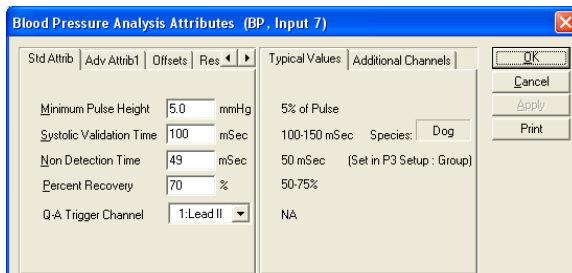 Blood Pressure Analysis Attributes (BP, Input 7)
Std Attrib Adv Attrib1 Offsets Res Typical Values Additional Channels OK
Cancel
Minimum Pulse Height 5.0 mmHg 5% of Pulse Apply
Systolic Validation Time 100 mSec 100-150 mSec Species: Dog Print
Non Detection Time 49 mSec 50 mSec (Set in P3 Setup : Group)
Percent Recovery 70 % 50-75%
Q-A Trigger Channel 1:Lead II NA